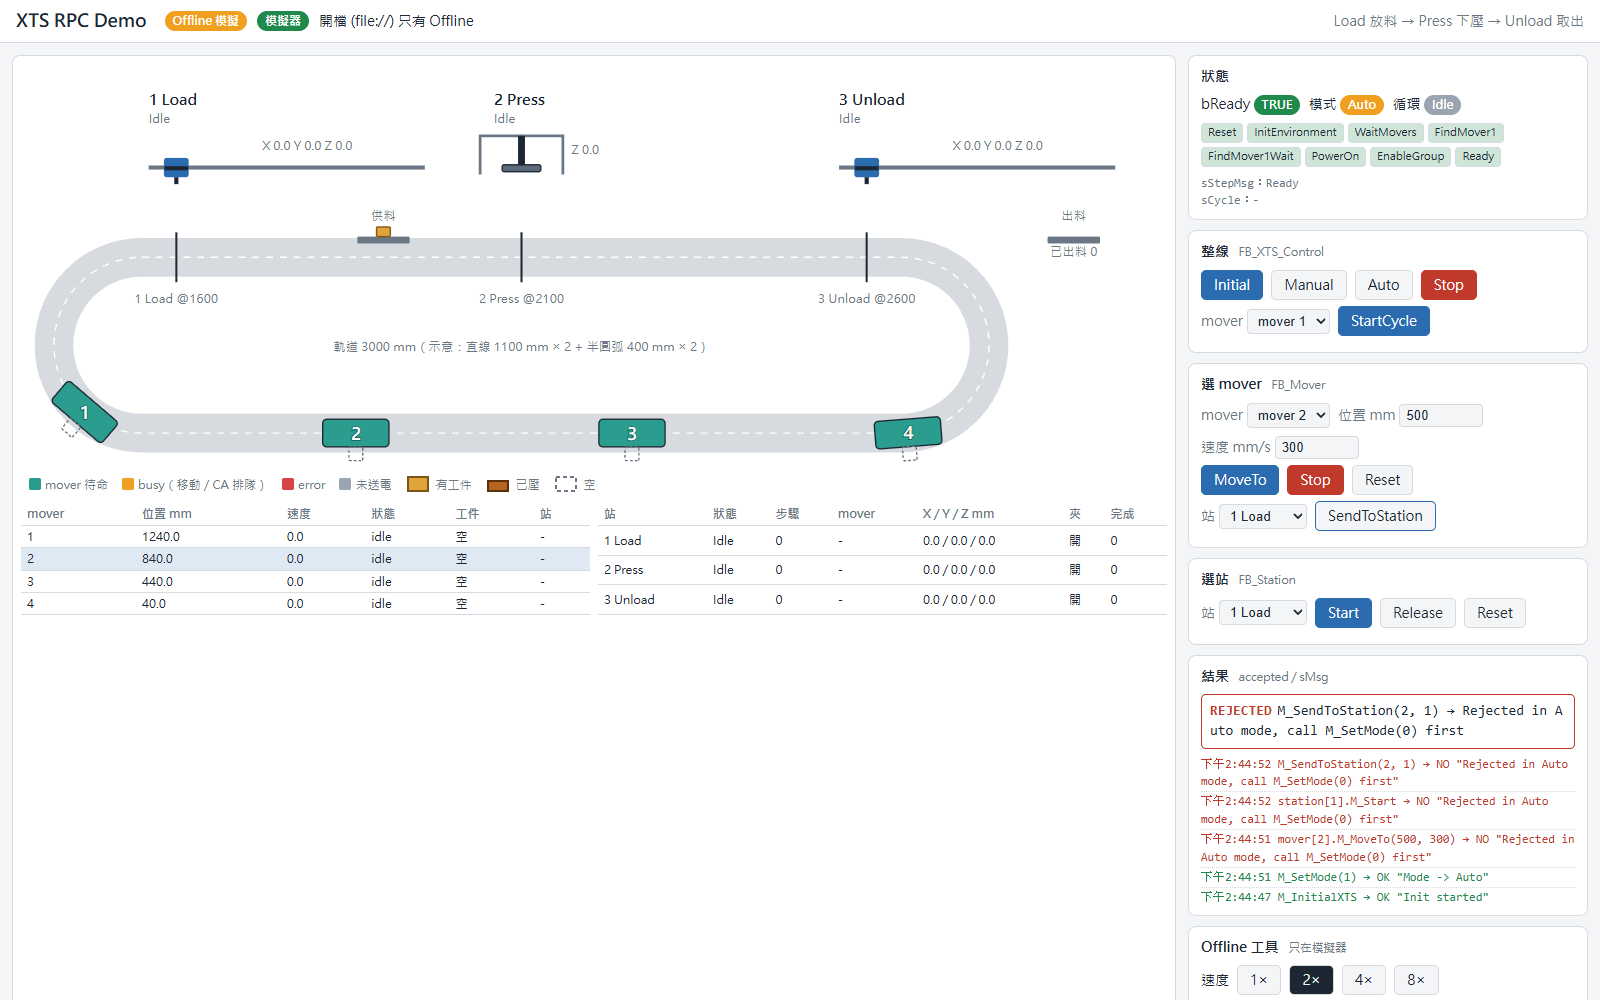 XTS RPC Demo Offline 模擬 模擬器 開檔 (file://) 只有 Offline
Load 放料 → Press 下壓 → Unload 取出
1 Load
Idle
X 0.0 Y 0.0 Z 0.0
2 Press
Idle
Z 0.0
3 Unload
Idle
X 0.0 Y 0.0 Z 0.0
供料
出料
已出料 0
1 Load @1600
2 Press @2100
3 Unload @2600
軌道 3000 mm ( 示意 : 直線 1100 mm × 2 + 半圓弧 400 mm × 2 )
1
2
3
4
mover 待命 busy ( 移動 / CA 排隊 ) error 未送電 有工件 已壓 空
mover 位置 mm 速度 狀態 工件 站
1 1240.0 0.0 idle 空 -
2 840.0 0.0 idle 空 -
3 440.0 0.0 idle 空 -
4 40.0 0.0 idle 空 -
站 狀態 步驟 mover X / Y / Z mm 夾 完成
1 Load Idle 0 - 0.0 / 0.0 / 0.0 開 0
2 Press Idle 0 - 0.0 / 0.0 / 0.0 開 0
3 Unload Idle 0 - 0.0 / 0.0 / 0.0 開 0
狀態
bReady TRUE 模式 Auto 循環 Idle
Reset InitEnvironment WaitMovers FindMover1
FindMover1Wait PowerOn EnableGroup Ready
sStepMsg：Ready
sCycle：-
整線 FB_XTS_Control
Initial Manual Auto Stop
mover mover 1 StartCycle
選 mover FB_Mover
mover mover 2 位置 mm 500
速度 mm/s 300
MoveTo Stop Reset
站 1 Load SendToStation
選站 FB_Station
站 1 Load Start Release Reset
結果 accepted / sMsg
REJECTED M_SendToStation(2, 1) → Rejected in A
uto mode, call M_SetMode(0) first
下午2:44:52 M_SendToStation(2, 1) → NO "Rejected in Auto
mode, call M_SetMode(0) first"
下午2:44:52 station[1].M_Start → NO "Rejected in Auto
mode, call M_SetMode(0) first"
下午2:44:51 mover[2].M_MoveTo(500, 300) → NO "Rejected in
Auto mode, call M_SetMode(0) first"
下午2:44:51 M_SetMode(1) → OK "Mode -> Auto"
下午2:44:47 M_InitialXTS → OK "Init started"
Offline 工具 只在模擬器
速度 1× 2× 4× 8×